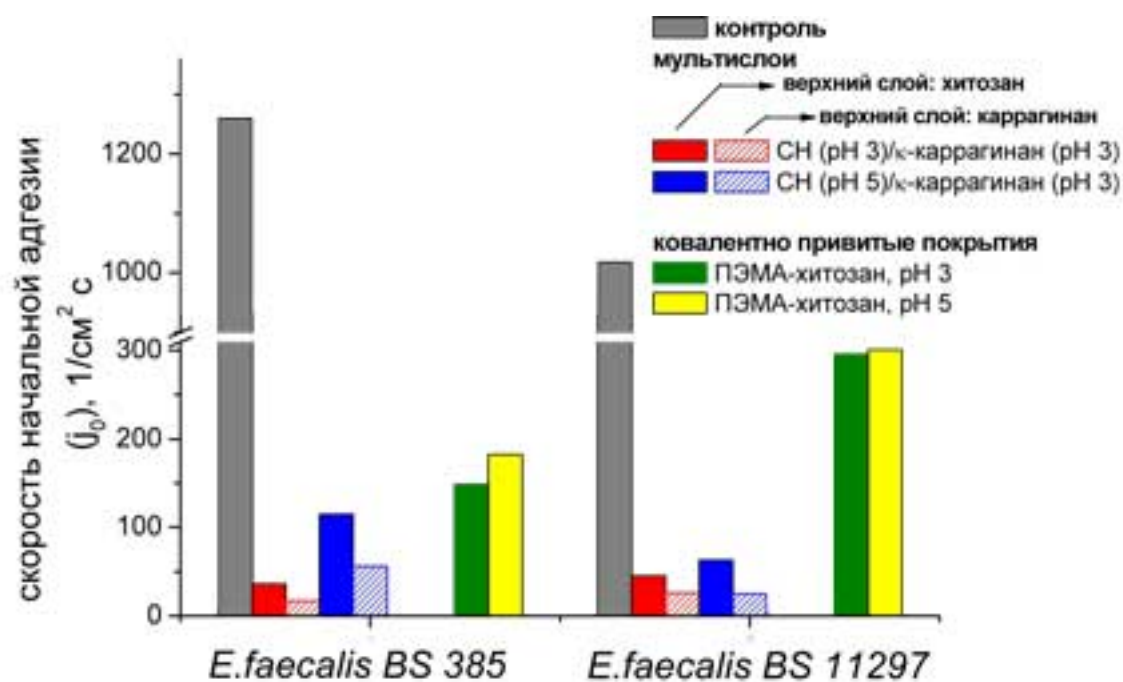 контроль
мультислои
верхний слой: хитозан
верхний слой: каррагинан
CH (pH 3)/κ-каррагинан (pH 3)
CH (pH 5)/κ-каррагинан (pH 3)
ковалентно привитые покрытия
ПЭМА-хитозан, pH 3
ПЭМА-хитозан, pH 5
скорость начальной адгезии
(j₀), 1/см² с
1200
1000
300
200
100
0
E.faecalis BS 385
E.faecalis BS 11297